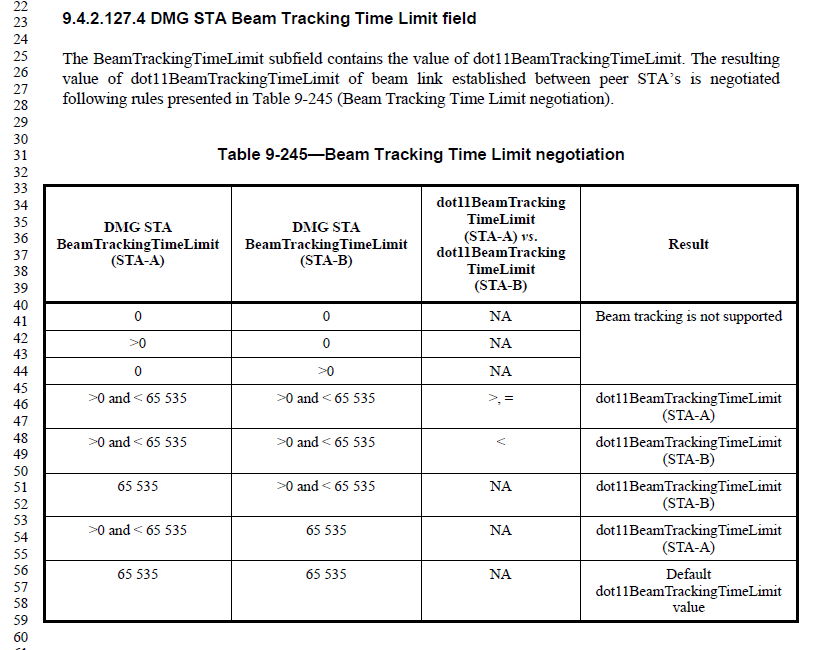 22
23 9.4.2.127.4 DMG STA Beam Tracking Time Limit field
24
25 The BeamTrackingTimeLimit subfield contains the value of dot11BeamTrackingTimeLimit. The resulting
26 value of dot11BeamTrackingTimeLimit of beam link established between peer STA's is negotiated
27
28 following rules presented in Table 9-245 (Beam Tracking Time Limit negotiation).
29
30
31 Table 9-245—Beam Tracking Time Limit negotiation
32
33
34
35
36
37
38
39
40
41
42
43
44
45
46
47
48
49
50
51
52
53
54
55
56
57
58
59
60
DMG STA
BeamTrackingTimeLimit
(STA-A)
DMG STA
BeamTrackingTimeLimit
(STA-B)
dot11BeamTracking
TimeLimit
(STA-A) vs.
dot11BeamTracking
TimeLimit
(STA-B)
Result
0 0 NA Beam tracking is not supported
>0 0 NA
0 >0 NA
>0 and < 65 535 >0 and < 65 535 >, = dot11BeamTrackingTimeLimit
(STA-A)
>0 and < 65 535 >0 and < 65 535 < dot11BeamTrackingTimeLimit
(STA-B)
65 535 >0 and < 65 535 NA dot11BeamTrackingTimeLimit
(STA-B)
>0 and < 65 535 65 535 NA dot11BeamTrackingTimeLimit
(STA-A)
65 535 65 535 NA Default
dot11BeamTrackingTimeLimit
value